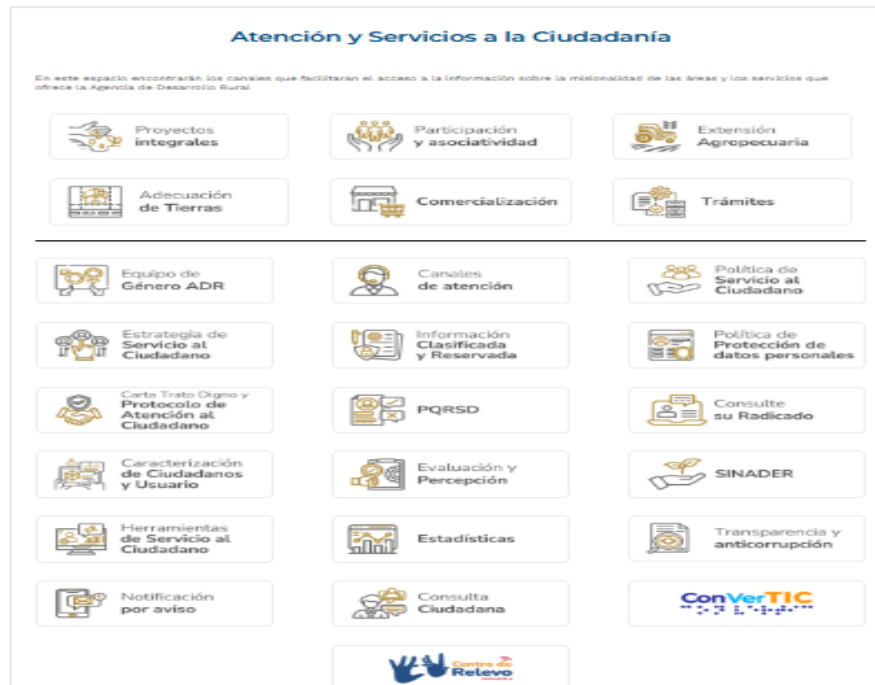 Atención y Servicios a la Ciudadanía
En este espacio encontrarán los canales que facilitaran el acceso a la información sobre la misionalidad de las áreas y los servicios que
ofrece la Agencia de Desarrollo Rural
Proyectos
integrales
Participación
y asociatividad
Extensión
Agropecuaria
Adecuación
de Tierras
Comercialización
Trámites
Equipo de
Género ADR
Canales
de atención
Política de
Servicio al
Ciudadano
Estrategia de
Servicio al
Ciudadano
Información
Clasificada
y Reservada
Política de
Protección de
datos personales
Carta Trato Digno y
Protocolo de
Atención al
Ciudadano
PQRSD
Consulte
su Radicado
Caracterización
de Ciudadanos
y Usuario
Evaluación y
Percepción
SINADER
Herramientas
de Servicio al
Ciudadano
Estadísticas
Transparencia y
anticorrupción
Notificación
por aviso
Consulta
Ciudadana
ConVerTIC
Centro de
Relevo